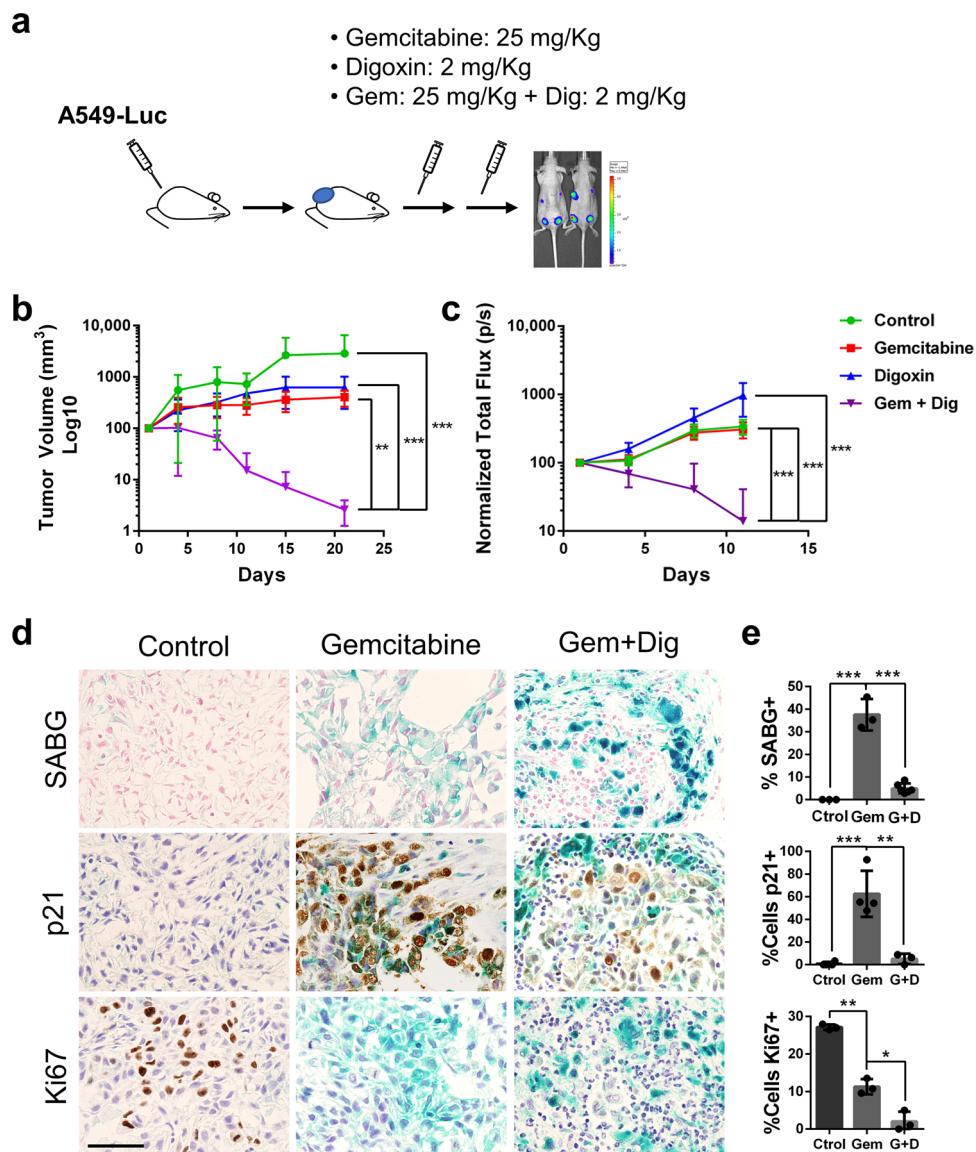 a
• Gemcitabine: 25 mg/Kg
• Digoxin: 2 mg/Kg
• Gem: 25 mg/Kg + Dig: 2 mg/Kg
A549-Luc
b
Tumor Volume (mm3)
Log10
10,000
1000
100
10
1
0
5
10
15
20
25
Days
**
***
***
c
Normalized Total Flux (p/s)
10,000
1000
100
10
0
5
10
15
Days
***
***
***
Control
Gemcitabine
Digoxin
Gem + Dig
d
Control
Gemcitabine
Gem+Dig
SABG
p21
Ki67
e
% SABG+
50
40
30
20
10
0
*** ***
Ctrol Gem G+D
%Cells p21+
100
80
60
40
20
0
*** **
Ctrol Gem G+D
%Cells Ki67+
30
20
10
0
**
*
Ctrol Gem G+D